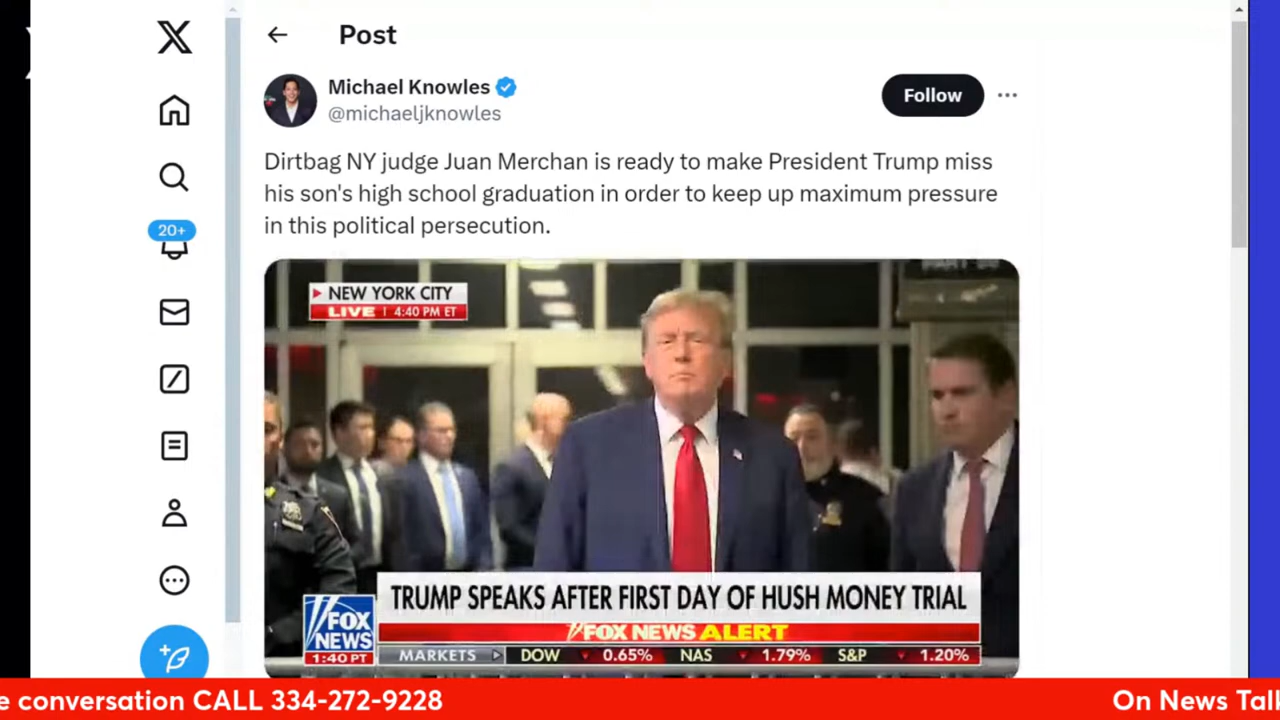 Post
Michael Knowles
@michaeljknowles
Follow
Dirtbag NY judge Juan Merchan is ready to make President Trump miss
his son's high school graduation in order to keep up maximum pressure
in this political persecution.
20+
NEW YORK CITY
LIVE | 4:40 PM ET
TRUMP SPEAKS AFTER FIRST DAY OF HUSH MONEY TRIAL
FOX NEWS ALERT
FOX
NEWS
1:40 PT
MARKETS DOW 0.65% NAS 1.79% S&P 1.20%
e conversation CALL 334-272-9228
On News Talk